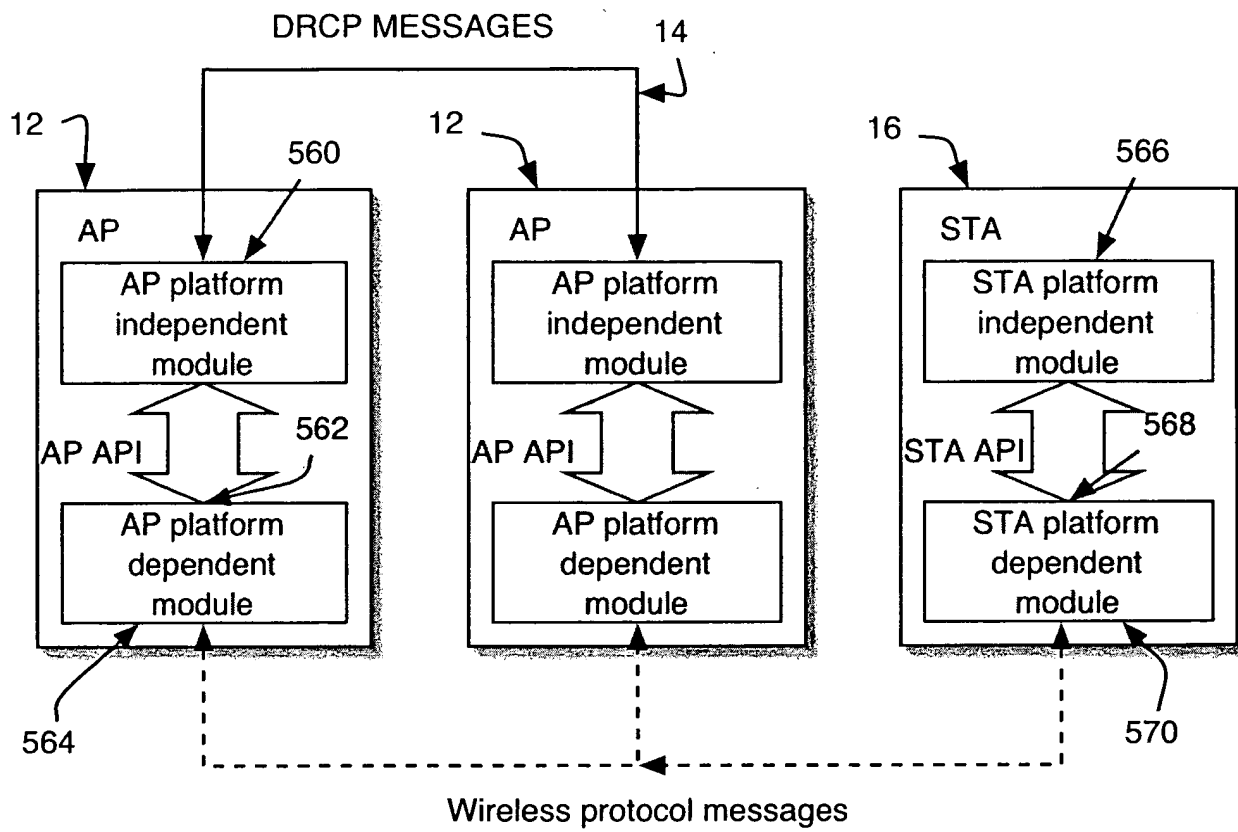 DRCP MESSAGES
14
12
560
12
16
566
AP
AP platform
independent
module
AP API
562
AP platform
dependent
module
564
AP
AP platform
independent
module
AP API
AP platform
dependent
module
STA
STA platform
independent
module
STA API
568
STA platform
dependent
module
570
Wireless protocol messages